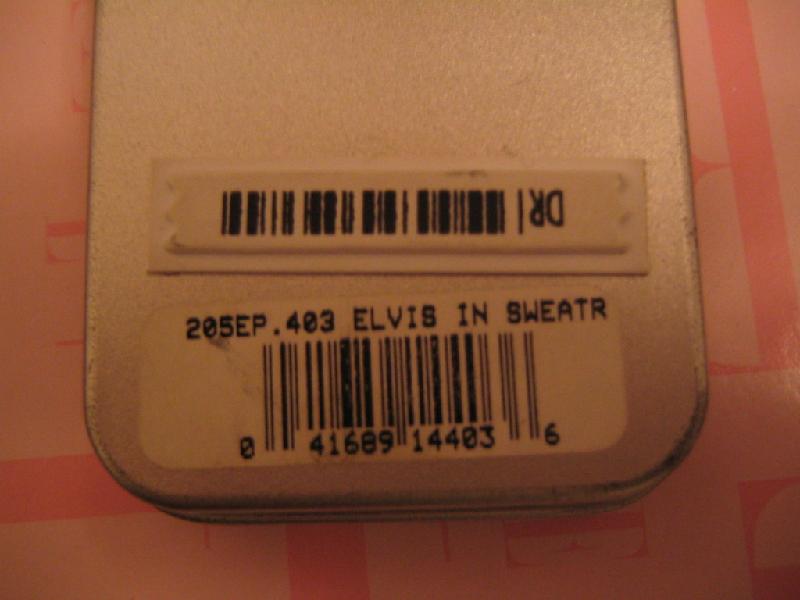 DR
205EP.403 ELVIS IN SWEATR
0 41689 14403 6